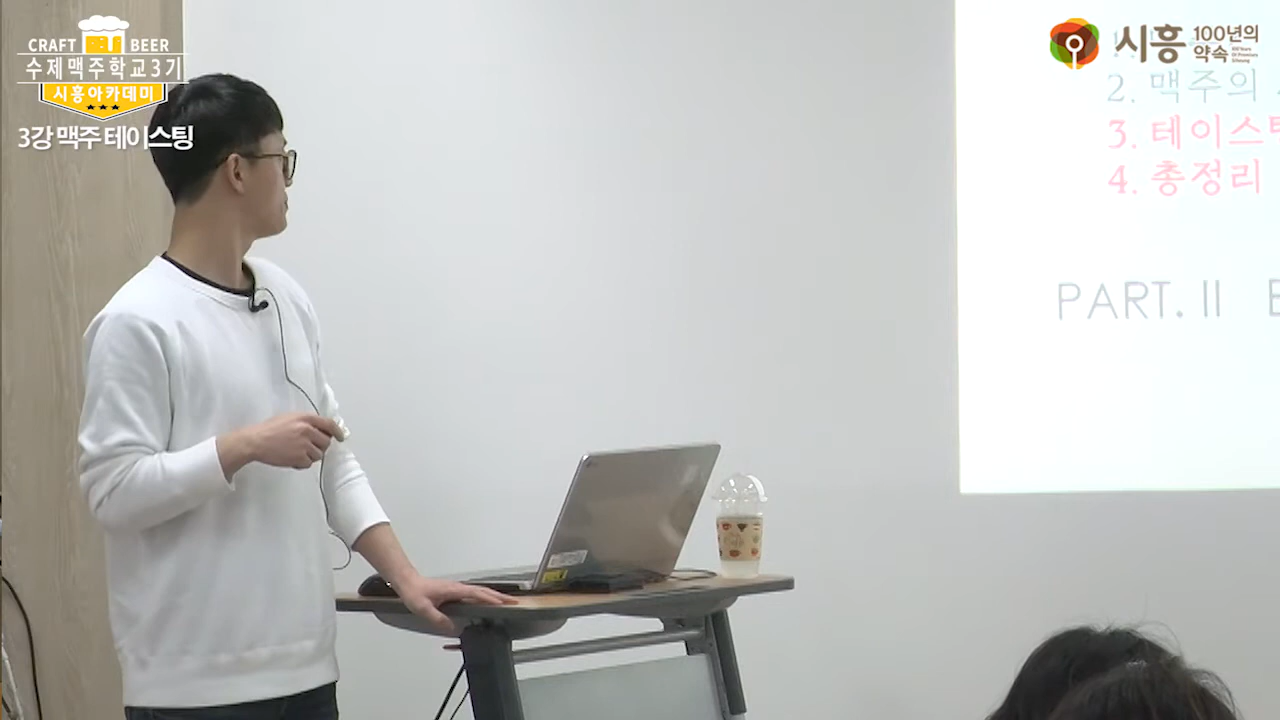 CRAFT BEER
수제맥주학교3기
시흥아카데미
3강 맥주 테이스팅
시흥 100년의
약속
2. 맥주의
3. 테이스팅
4. 총정리
PART. II